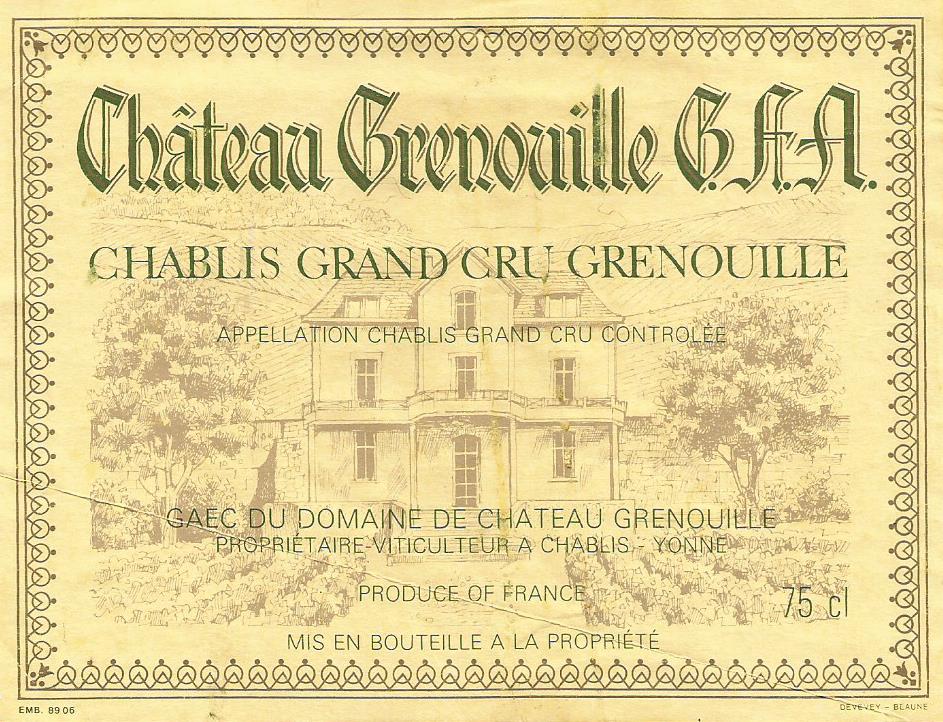 Château Grenouille G.F.A.
CHABLIS GRAND CRU GRENOUILLE
APPELLATION CHABLIS GRAND CRU CONTROLÉE
GAEC DU DOMAINE DE CHATEAU GRENOUILLE
PROPRIÉTAIRE-VITICULTEUR A CHABLIS - YONNE
PRODUCE OF FRANCE
75 cl
MIS EN BOUTEILLE A LA PROPRIÉTÉ
EMB. 89 06
DEVEVEY - BEAUNE